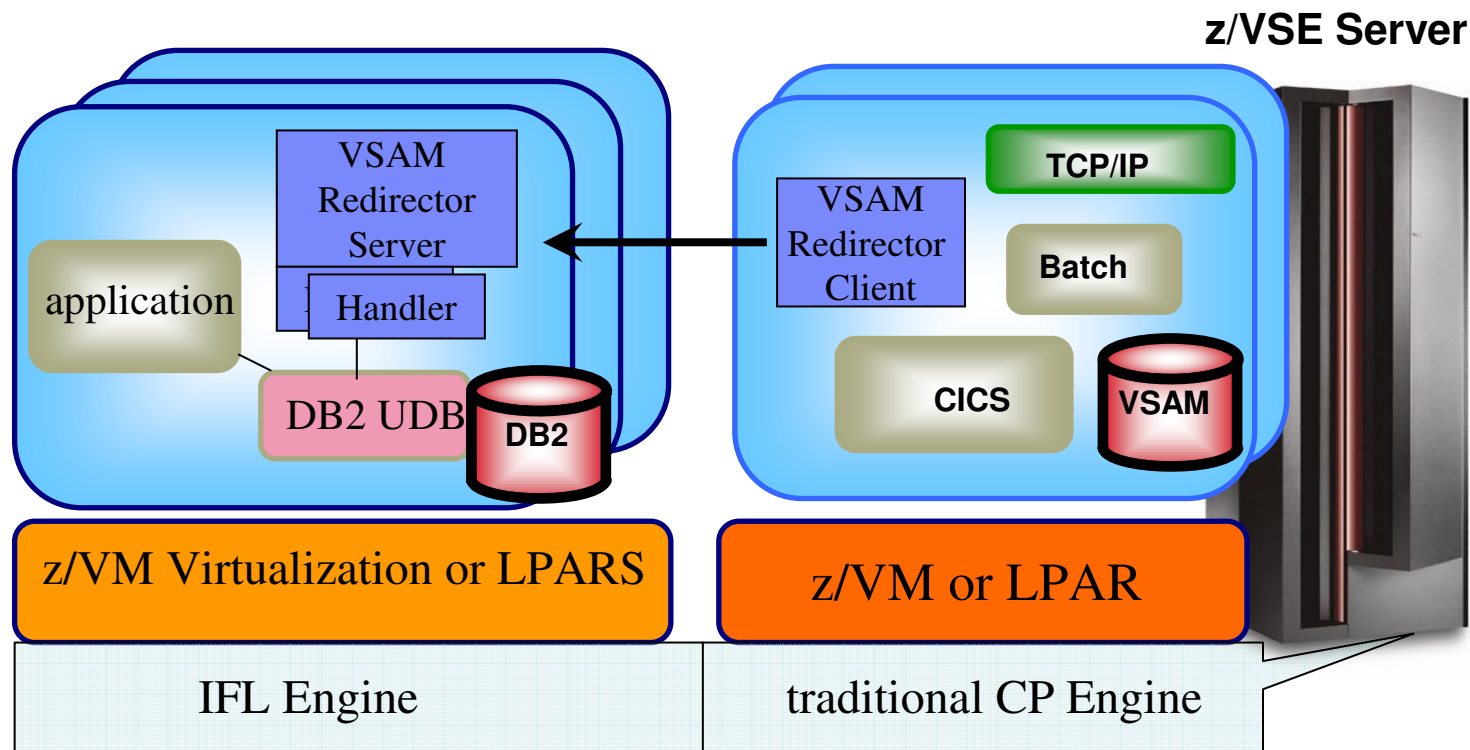 z/VSE Server
VSAM
Redirector
Server
Handler
application
DB2 UDB
DB2
TCP/IP
VSAM
Redirector
Client
Batch
CICS
VSAM
z/VM Virtualization or LPARS
z/VM or LPAR
IFL Engine
traditional CP Engine